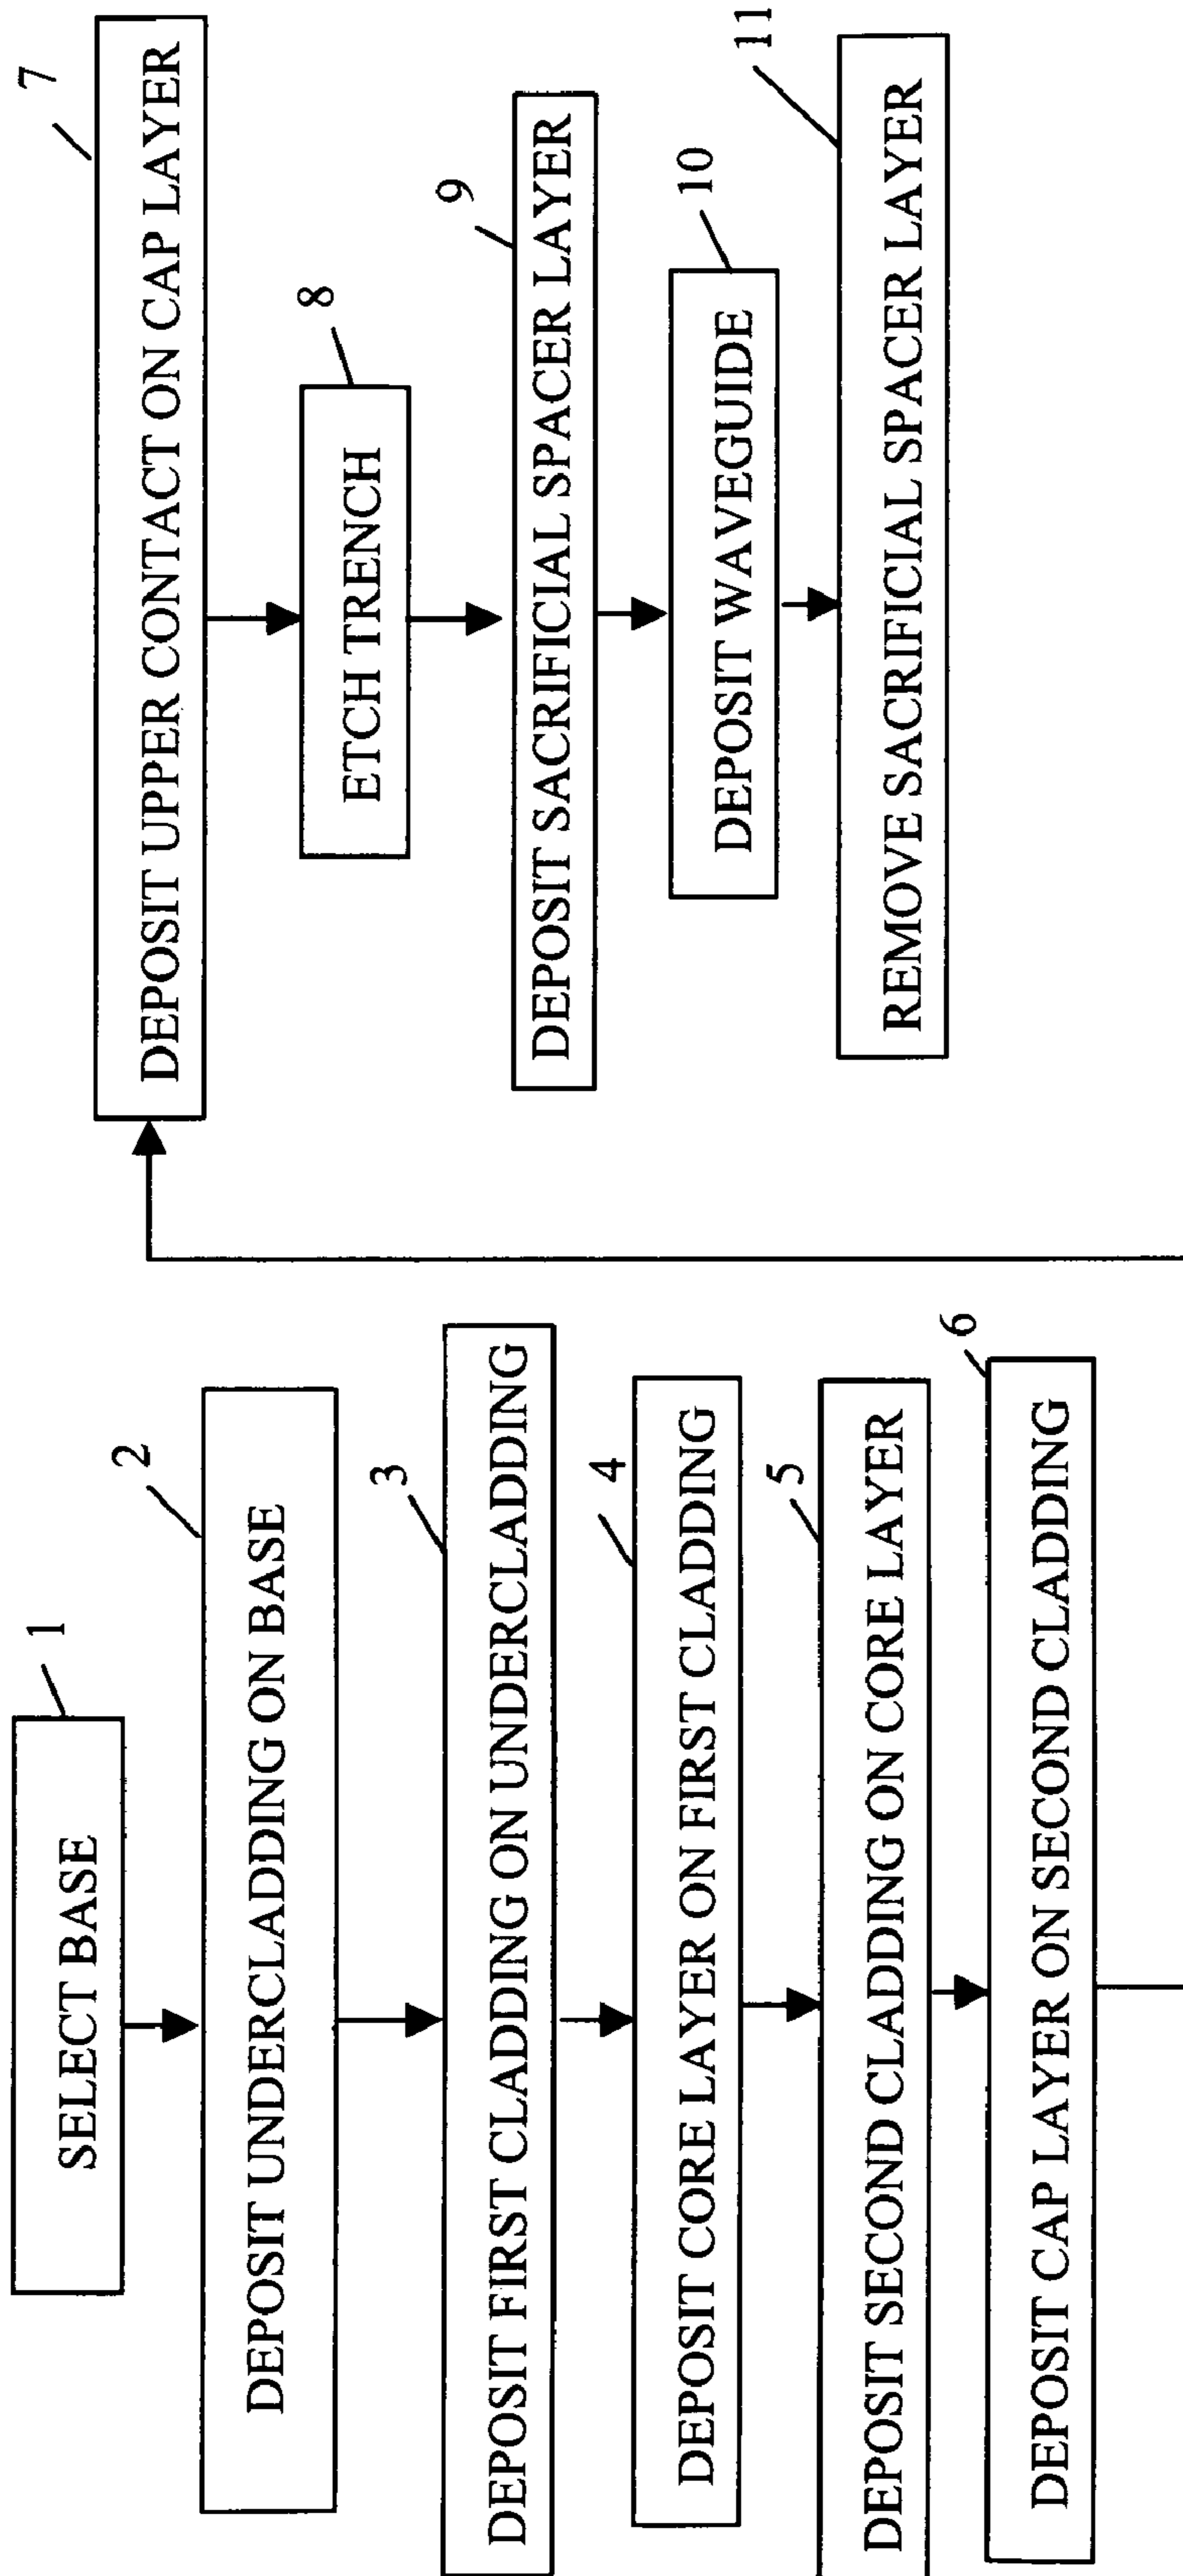 1
SELECT BASE
2
DEPOSIT UNDERCLADDING ON BASE
3
DEPOSIT FIRST CLADDING ON UNDERCLADDING
4
DEPOSIT CORE LAYER ON FIRST CLADDING
5
DEPOSIT SECOND CLADDING ON CORE LAYER
6
DEPOSIT CAP LAYER ON SECOND CLADDING
7
DEPOSIT UPPER CONTACT ON CAP LAYER
8
ETCH TRENCH
9
DEPOSIT SACRIFICIAL SPACER LAYER
10
DEPOSIT WAVEGUIDE
11
REMOVE SACRIFICIAL SPACER LAYER